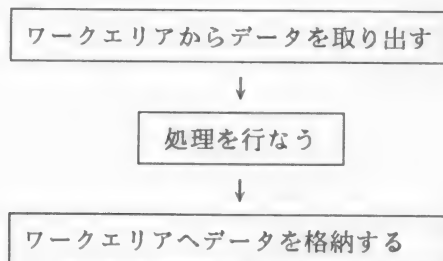 ワークエリアからデータを取り出す
↓
処理を行なう
↓
ワークエリアへデータを格納する